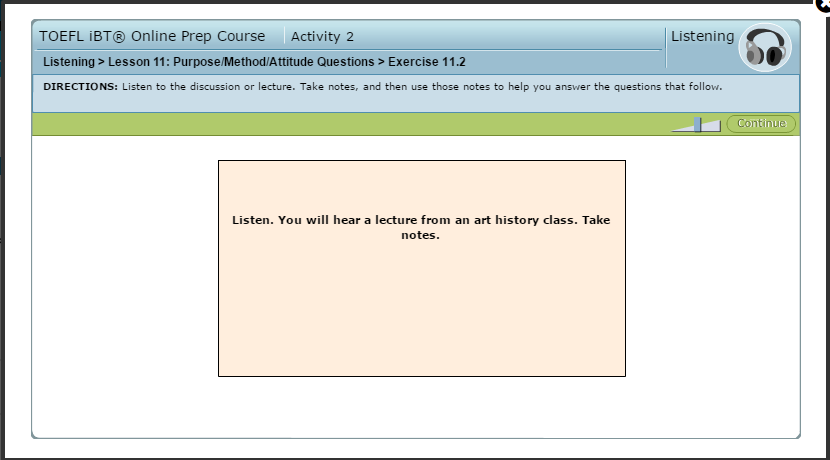 TOEFL iBT® Online Prep Course Activity 2 Listening
Listening > Lesson 11: Purpose/Method/Attitude Questions > Exercise 11.2
DIRECTIONS: Listen to the discussion or lecture. Take notes, and then use those notes to help you answer the questions that follow.
Continue
Listen. You will hear a lecture from an art history class. Take
notes.